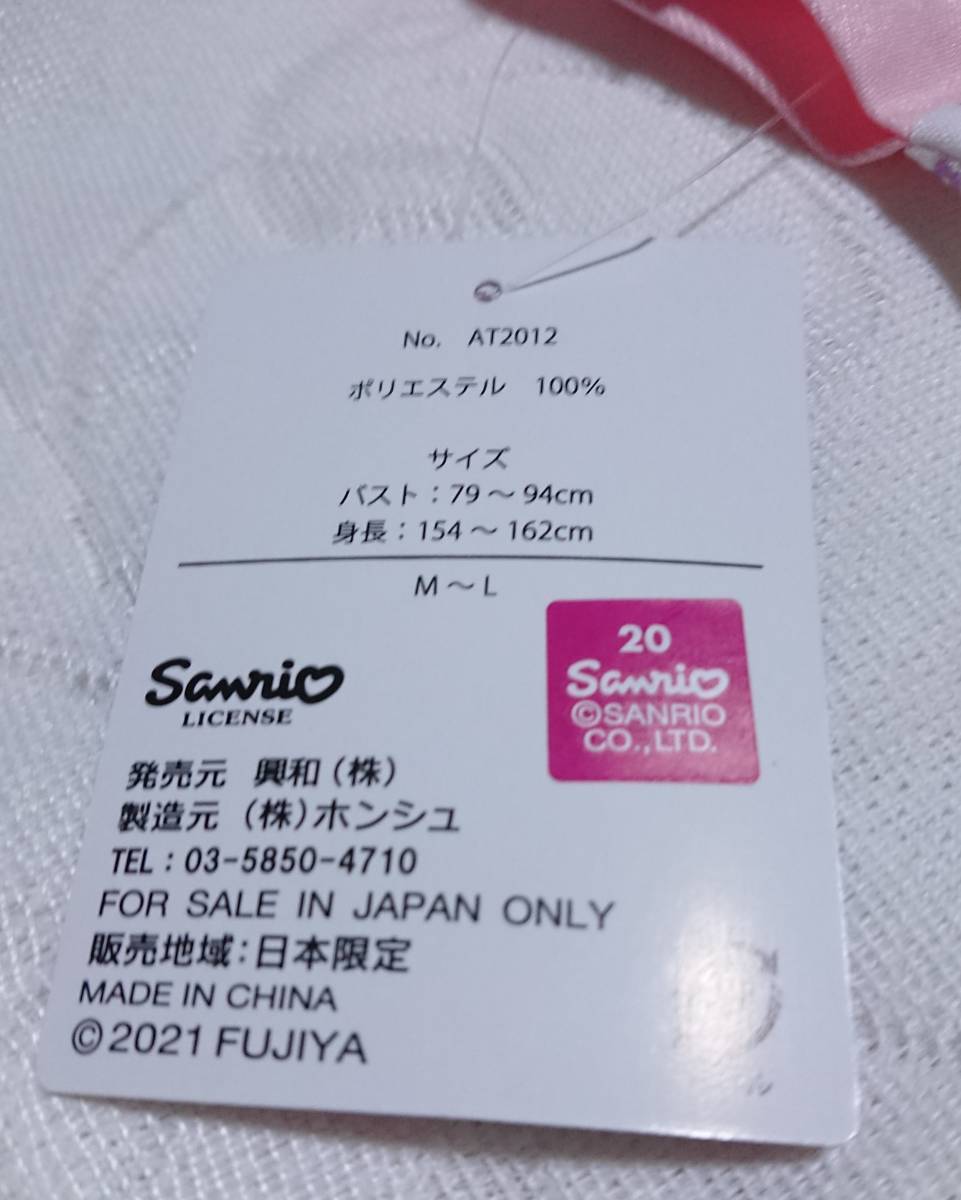 No. AT2012
ポリエステル 100%
サイズ
バスト：79～94cm
身長：154～162cm
M～L
20
Sanrio
©SANRIO
CO.,LTD.
Sanrio
LICENSE
発売元 興和(株)
製造元 (株)ホンシュ
TEL：03-5850-4710
FOR SALE IN JAPAN ONLY
販売地域：日本限定
MADE IN CHINA
©2021 FUJIYA